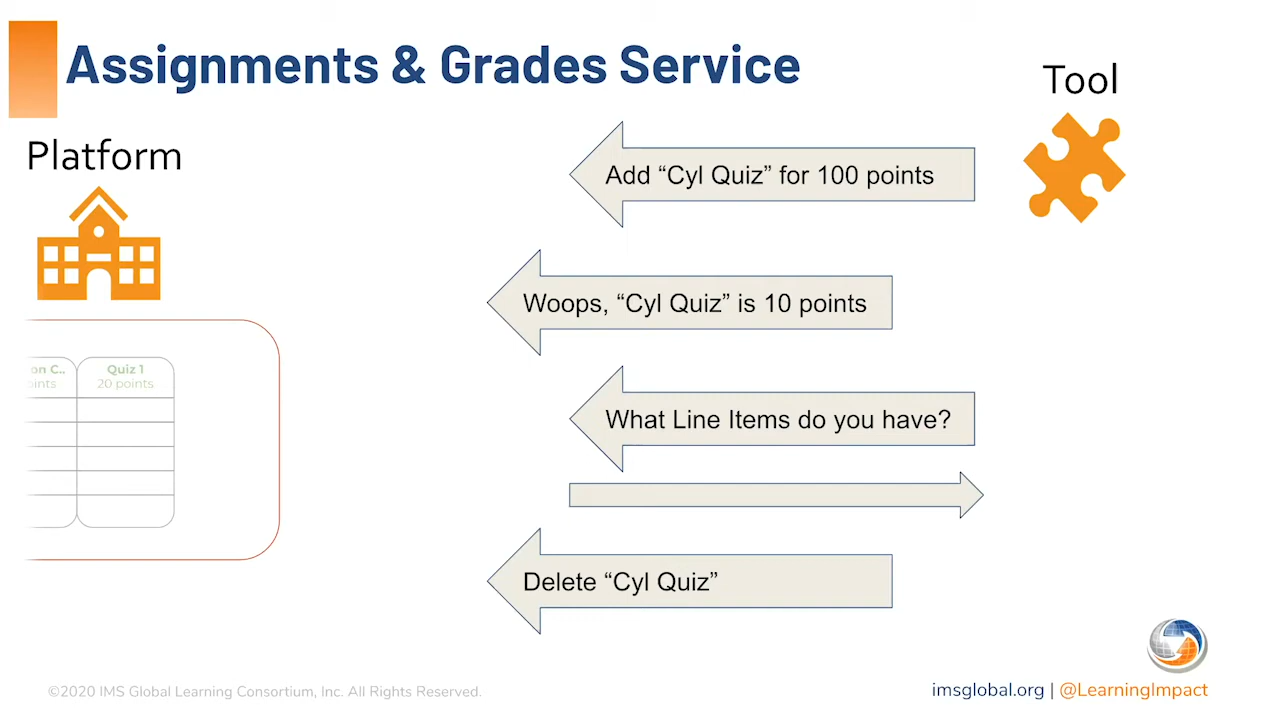 Assignments & Grades Service
Tool
Platform
Add “Cyl Quiz” for 100 points
Woops, “Cyl Quiz” is 10 points
on C.. Quiz 1
oints 20 points
What Line Items do you have?
Delete “Cyl Quiz”
©2020 IMS Global Learning Consortium, Inc. All Rights Reserved.
imsglobal.org | @LearningImpact